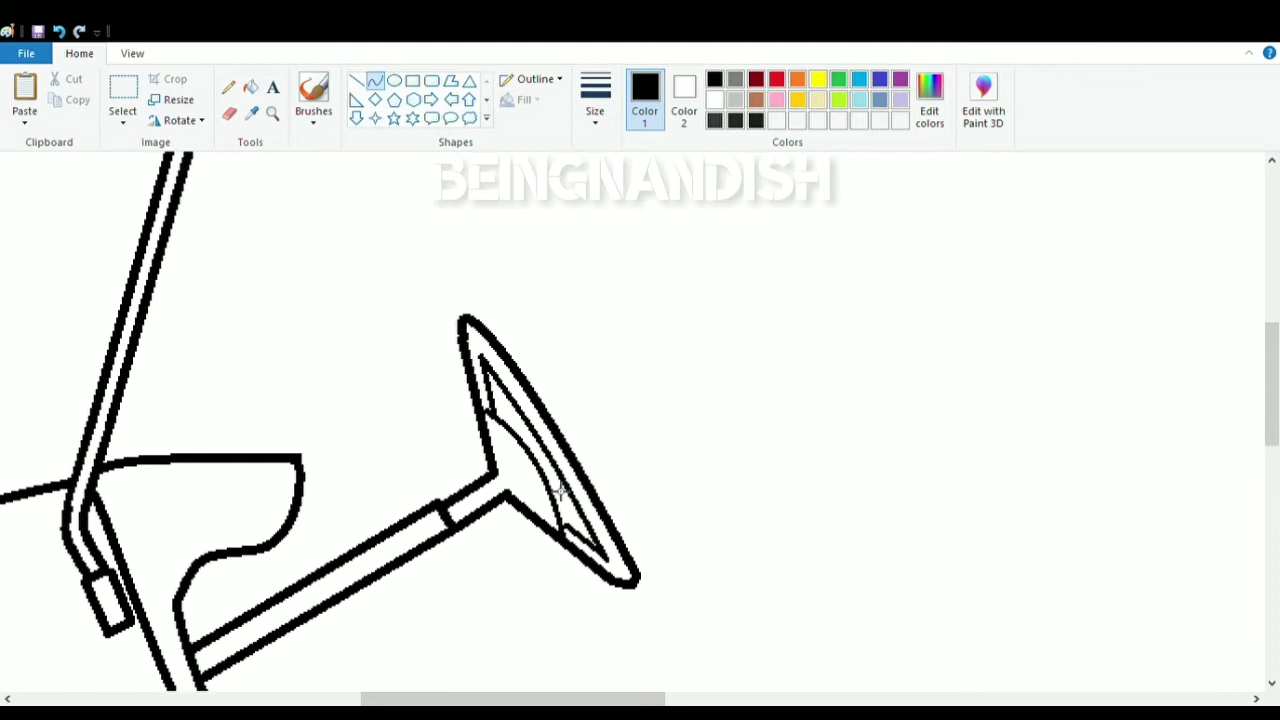 File Home View
Paste
Cut
Copy
Clipboard
Select
Crop
Resize
Rotate
Image
A
Tools
Brushes
Outline
Fill
Shapes
Size
Color
1
Color
2
Edit
colors
Colors
Edit with
Paint 3D
?
BEINGNANDISH